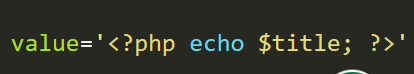 value='<?php echo $title; ?>'